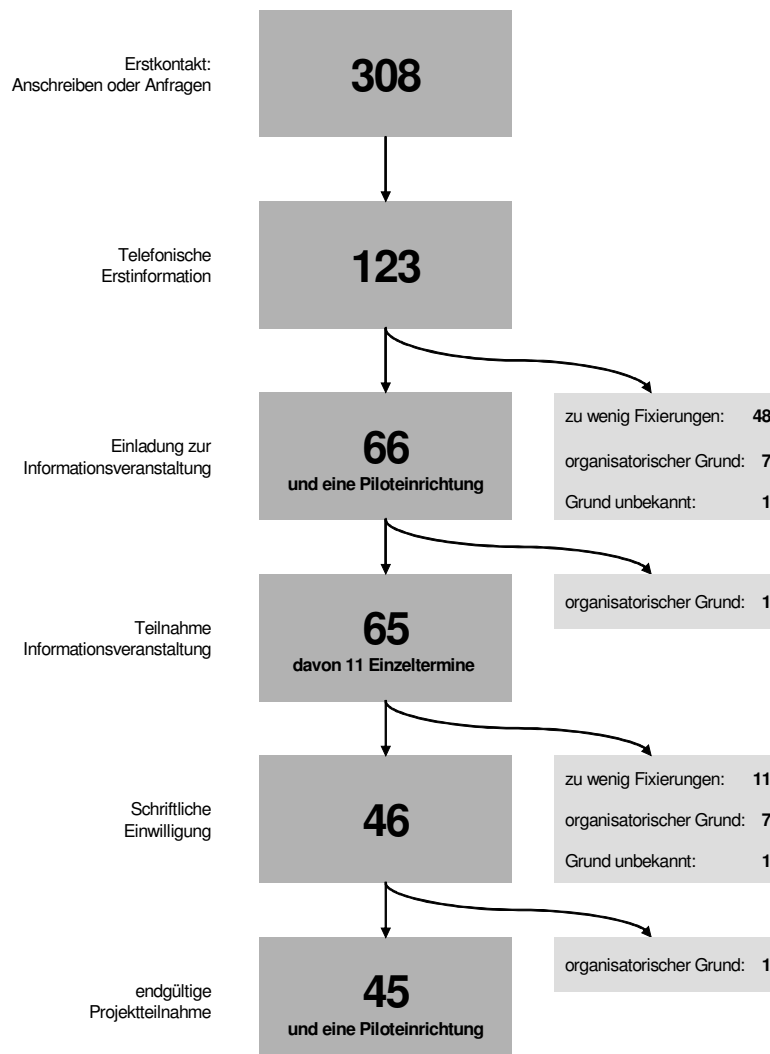 Erstkontakt:
Anschreiben oder Anfragen
308
Telefonische
Erstinformation
123
Einladung zur
Informationsveranstaltung
66
und eine Piloteinrichtung
zu wenig Fixierungen: 48
organisatorischer Grund: 7
Grund unbekannt: 1
Teilnahme
Informationsveranstaltung
65
davon 11 Einzeltermine
organisatorischer Grund: 1
Schriftliche
Einwilligung
46
zu wenig Fixierungen: 11
organisatorischer Grund: 7
Grund unbekannt: 1
endgültige
Projektteilnahme
45
und eine Piloteinrichtung
organisatorischer Grund: 1